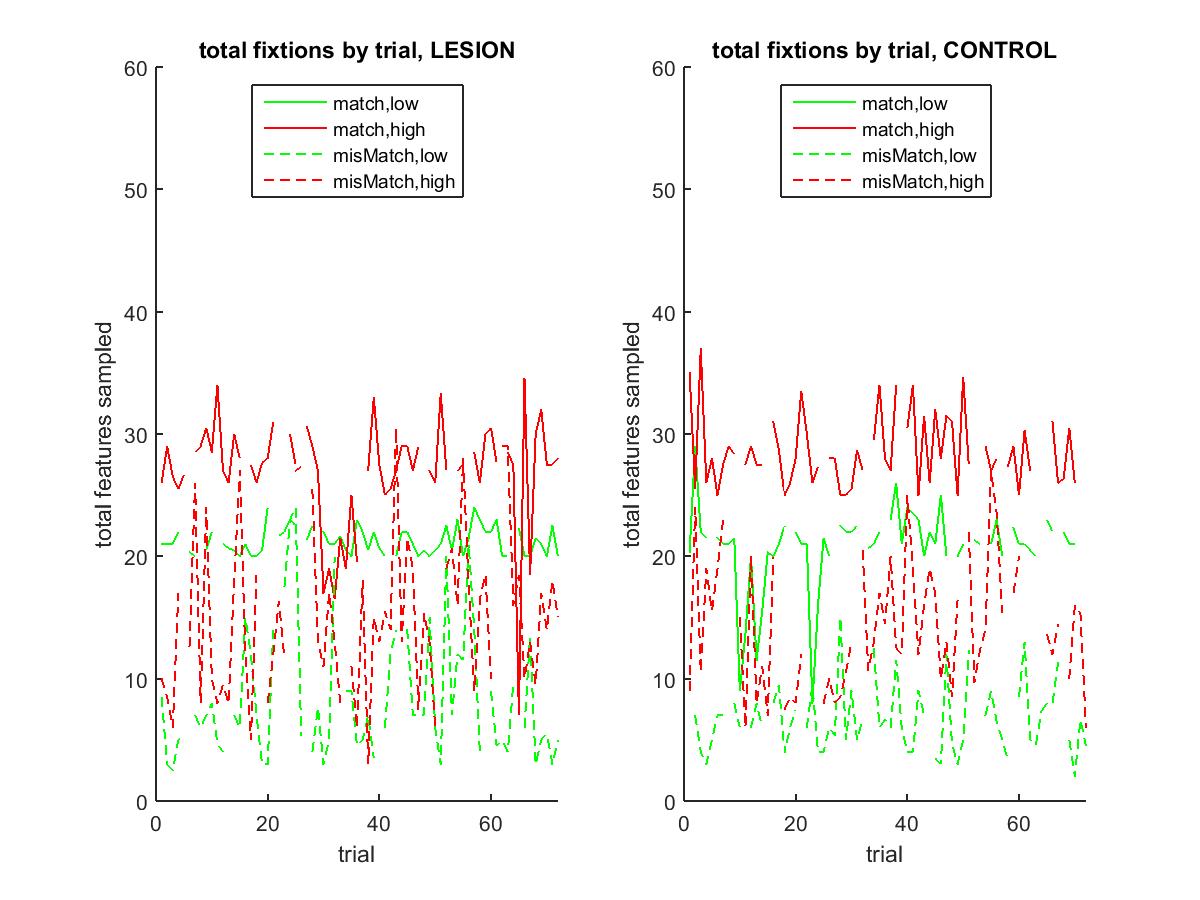 total fixtions by trial, LESION
60
50
40
30
20
10
0
total features sampled
match,low
match,high
misMatch,low
misMatch,high
0 20 40 60
trial
total fixtions by trial, CONTROL
60
50
40
30
20
10
0
total features sampled
match,low
match,high
misMatch,low
misMatch,high
0 20 40 60
trial